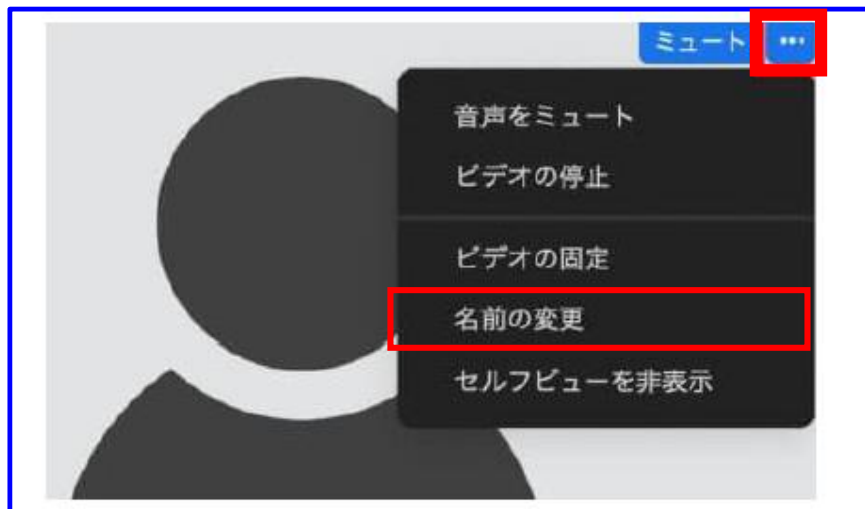 ミュート
音声をミュート
ビデオの停止
ビデオの固定
名前の変更
セルフビューを非表示